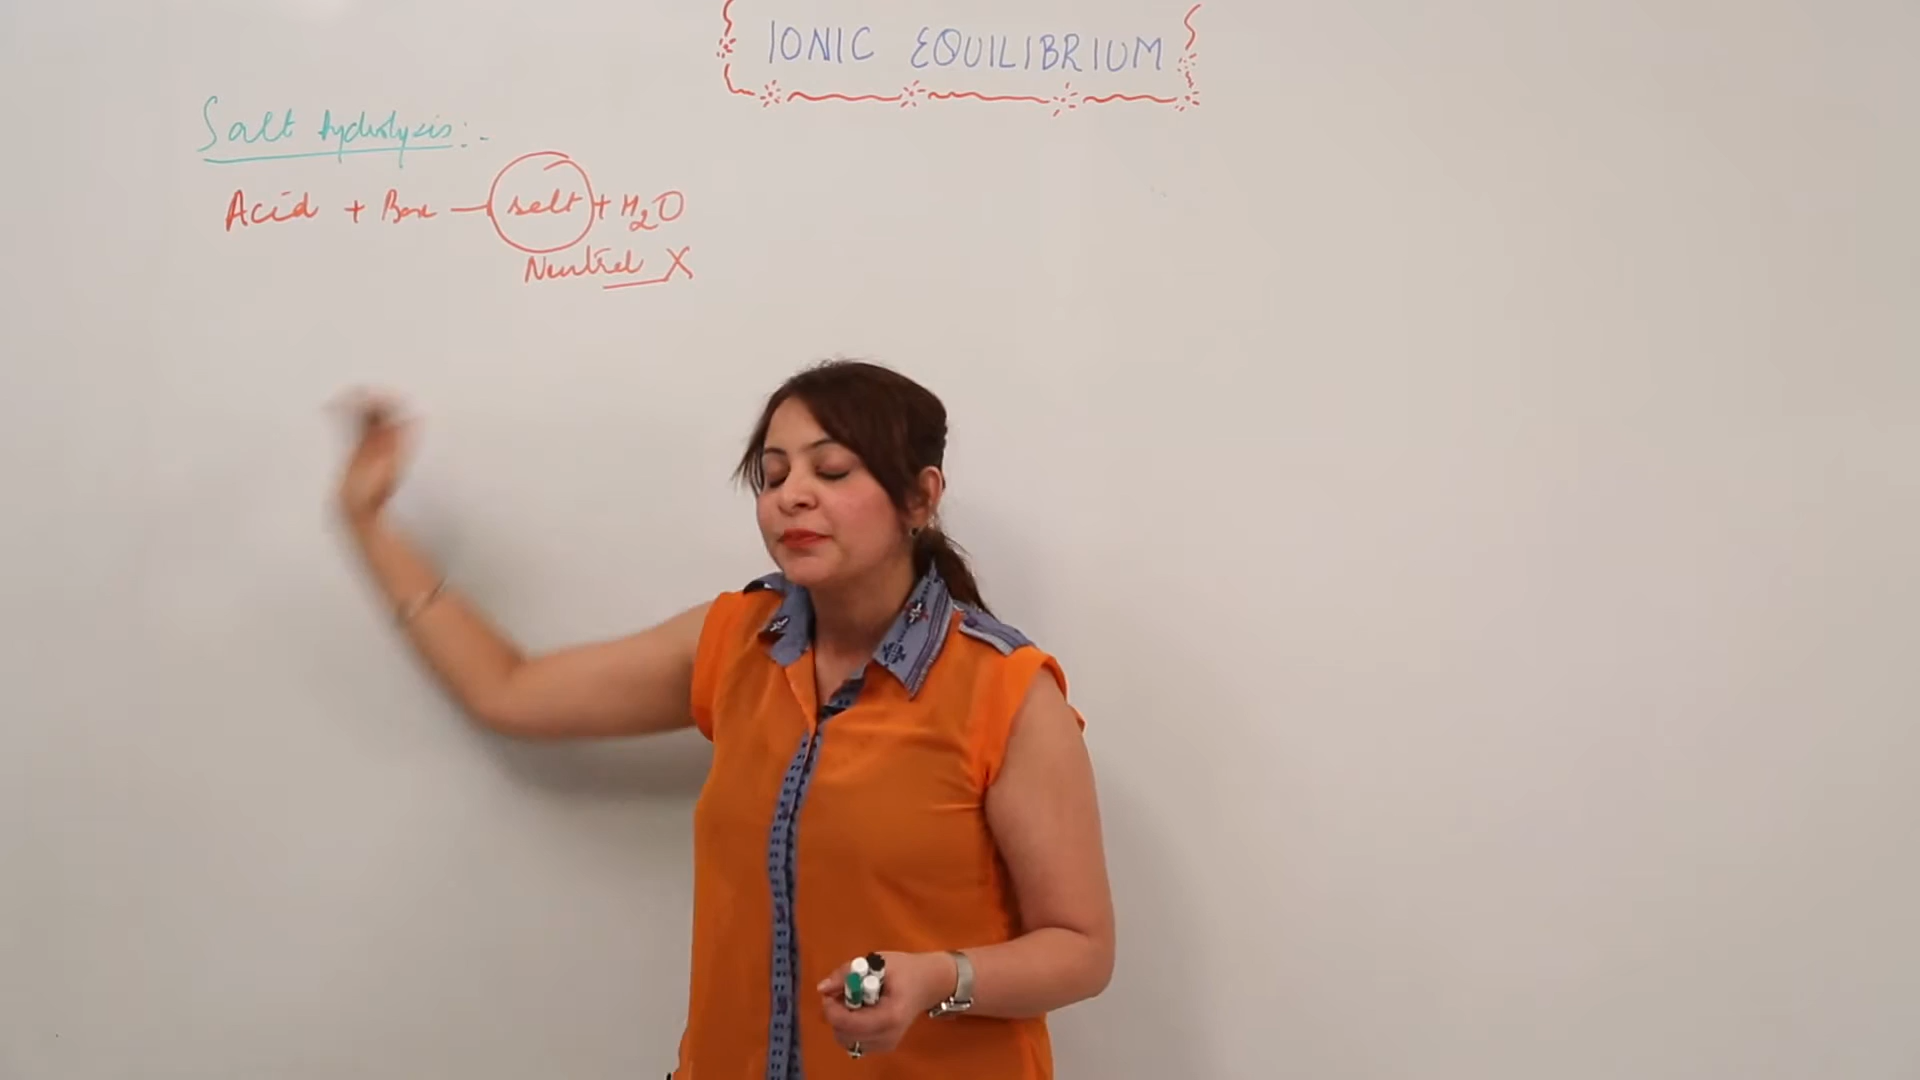 IONIC EQUILIBRIUM
Salt hydrolysis:-
Acid + Base — salt + H2O
Neutral X